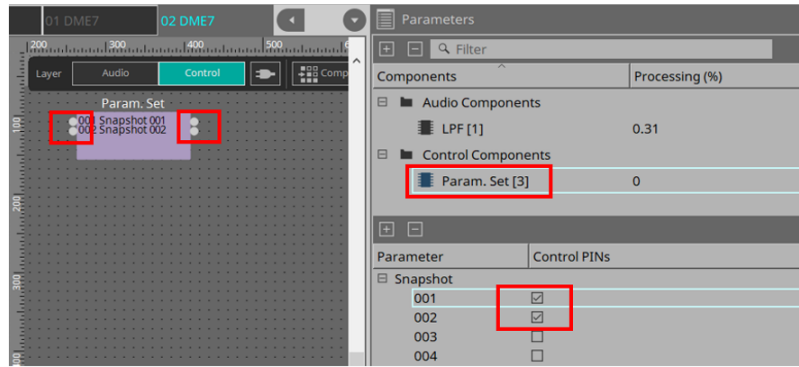 01 DME7
02 DME7
200
300
400
500
Layer
Audio
Control
Comp
Param. Set
001 Snapshot 001
002 Snapshot 002
100
200
300
400
Parameters
Filter
Components
Processing (%)
Audio Components
LPF [1]
0.31
Control Components
Param. Set [3]
0
Parameter
Control PINs
Snapshot
001
002
003
004